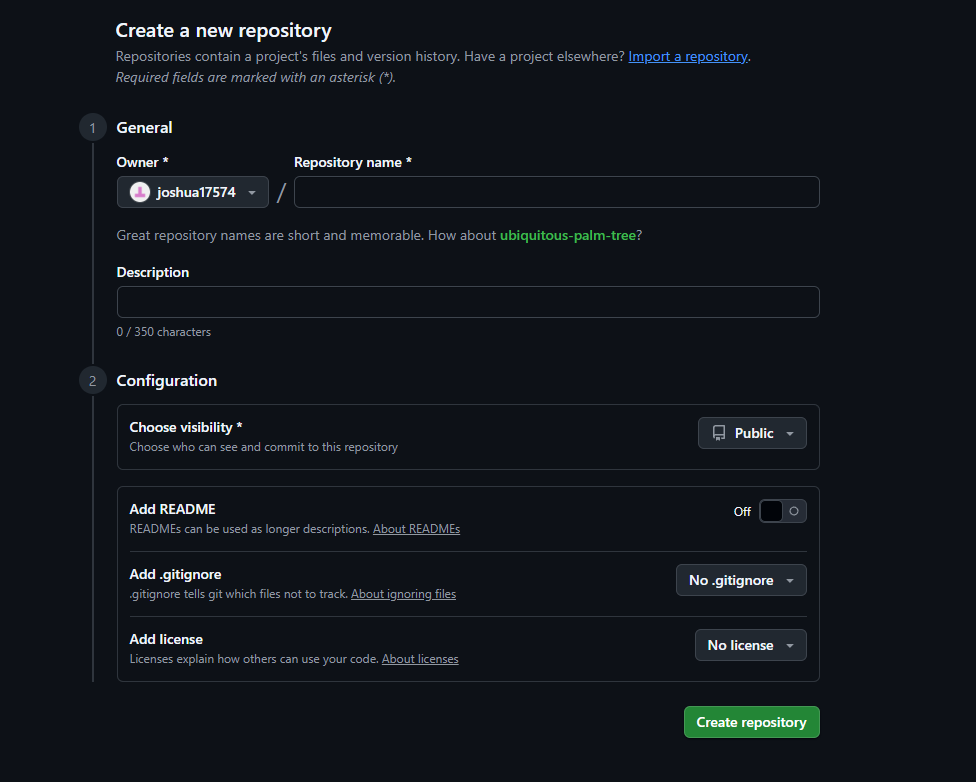 Create a new repository
Repositories contain a project's files and version history. Have a project elsewhere? Import a repository.
Required fields are marked with an asterisk (*).
1 General
Owner * Repository name *
joshua17574 /
Great repository names are short and memorable. How about ubiquitous-palm-tree?
Description
0 / 350 characters
2 Configuration
Choose visibility * Public
Choose who can see and commit to this repository
Add README Off
READMEs can be used as longer descriptions. About READMEs
Add .gitignore No .gitignore
.gitignore tells git which files not to track. About ignoring files
Add license No license
Licenses explain how others can use your code. About licenses
Create repository